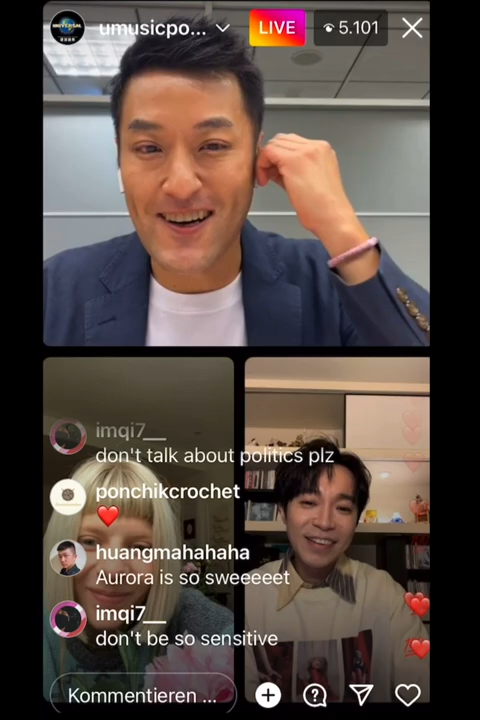 UNIVERSAL
umusicpo...
LIVE
5.101
imqi7__
don't talk about politics plz
ponchikcrochet
huangmahahaha
Aurora is so sweeeeet
imqi7__
don't be so sensitive
Kommentieren ...